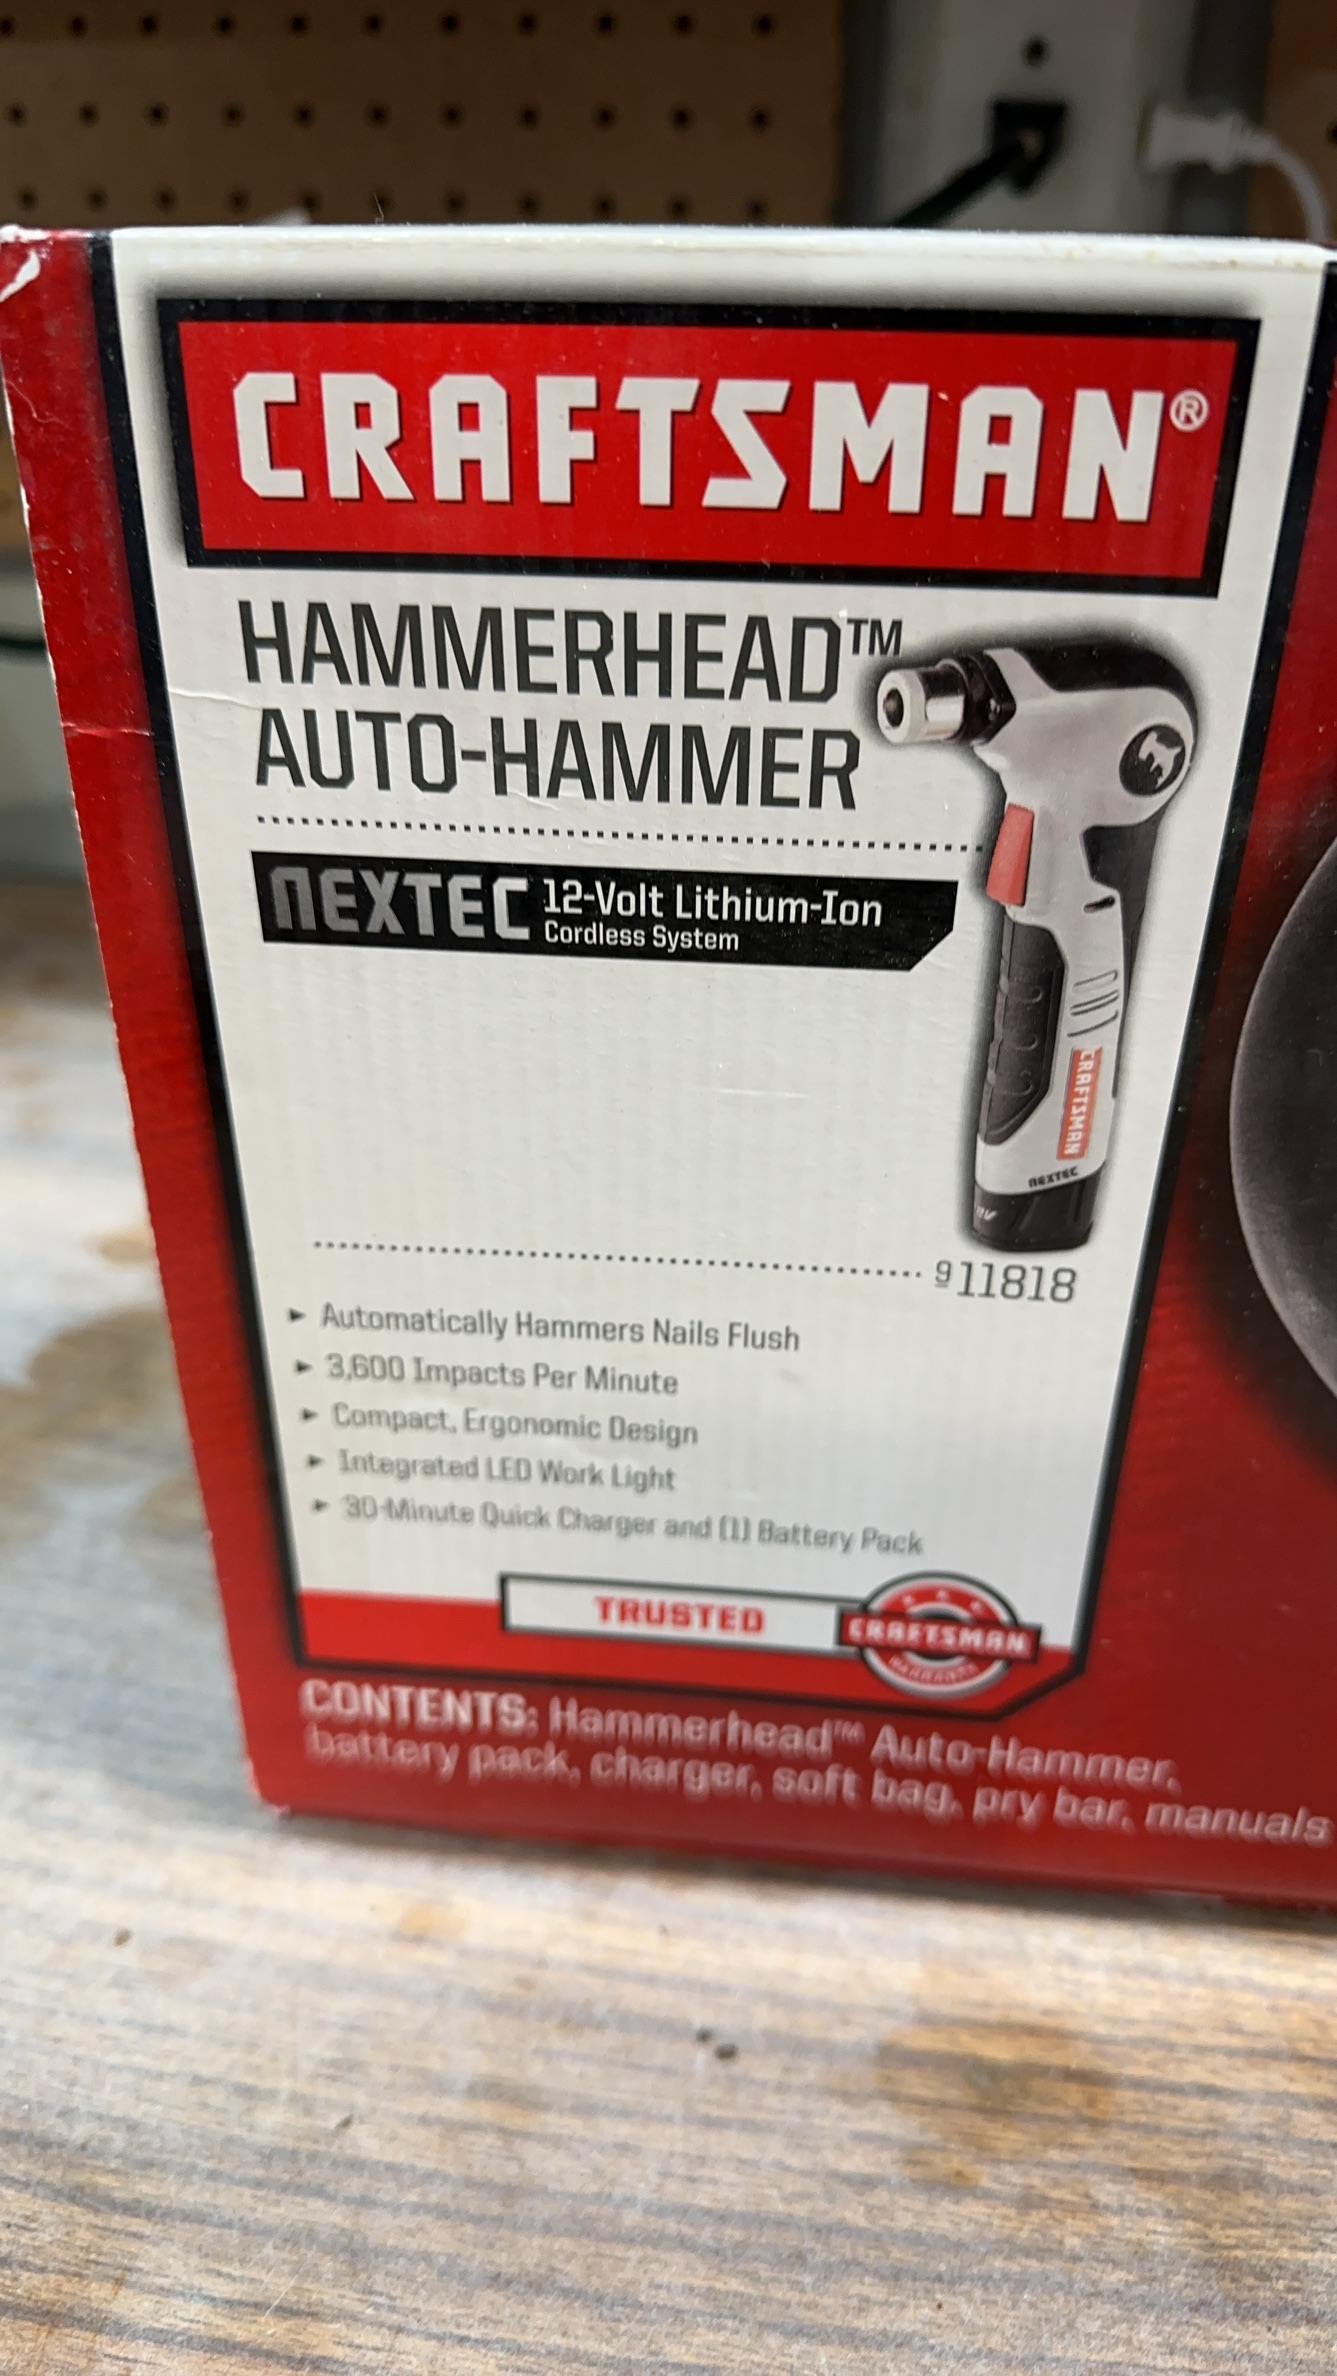 CRAFTSMAN®
HAMMERHEAD™
AUTO-HAMMER
NEXTEC 12-Volt Lithium-Ion
Cordless System
CRAFTSMAN
NEXTEC
911818
► Automatically Hammers Nails Flush
► 3,600 Impacts Per Minute
► Compact, Ergonomic Design
► Integrated LED Work Light
► 30-Minute Quick Charger and (1) Battery Pack
TRUSTED
CRAFTSMAN
WARRANTY
CONTENTS: Hammerhead™ Auto-Hammer,
battery pack, charger, soft bag, pry bar, manuals